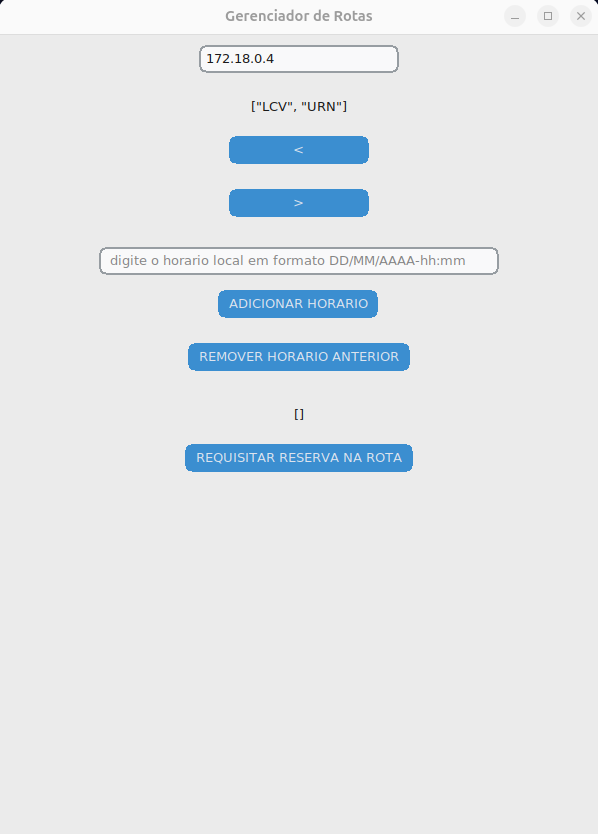 Gerenciador de Rotas
172.18.0.4
["LCV", "URN"]
<
>
digite o horario local em formato DD/MM/AAAA-hh:mm
ADICIONAR HORARIO
REMOVER HORARIO ANTERIOR
[]
REQUISITAR RESERVA NA ROTA